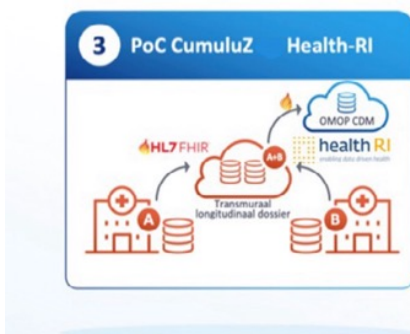 3 PoC CumuluZ Health-RI
OMOP CDM
HL7 FHIR
A+B
health RI
enabling data driven health
Transmuraal
longitudinaal dossier
A
B